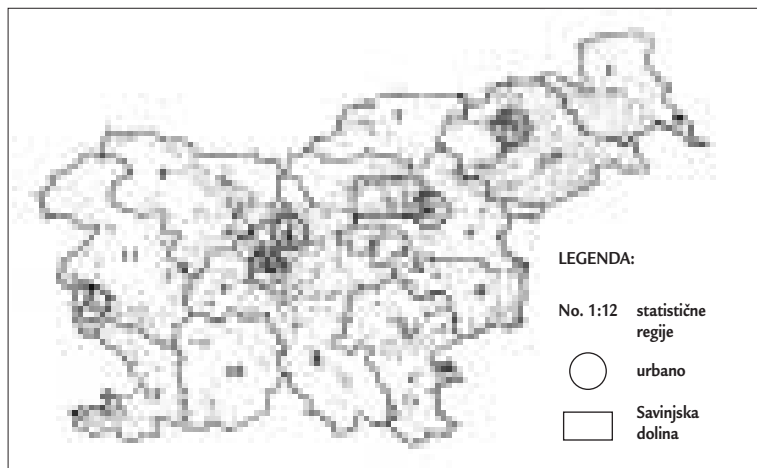 LEGENDA:
No. 1:12 statistične
regije
urbano
Savinjska
dolina